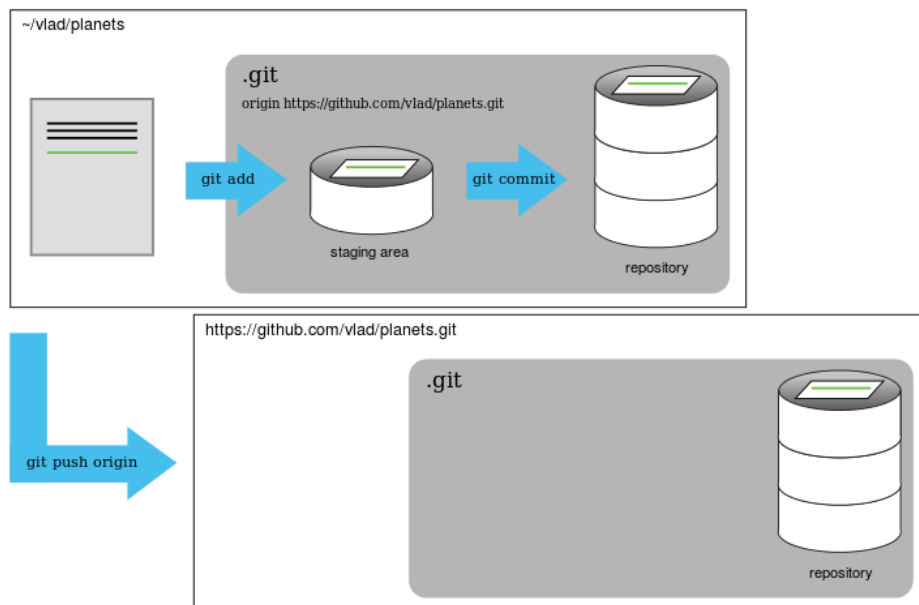 ~/vlad/planets
.git
origin https://github.com/vlad/planets.git
git add
git commit
staging area
repository
https://github.com/vlad/planets.git
.git
git push origin
repository